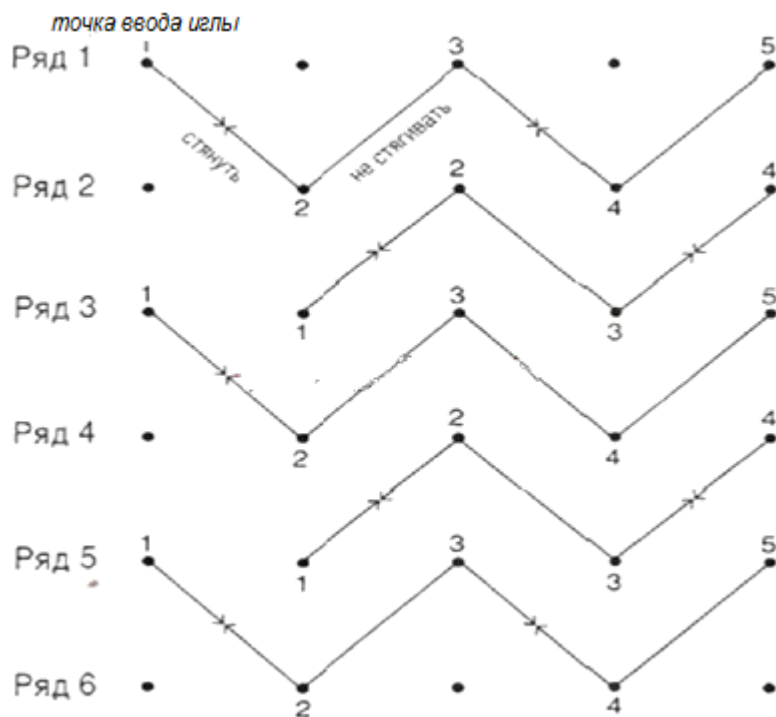 точка ввода иглы
Ряд 1 1 3 5
стянуть не стягивать
Ряд 2 2 2 4 4
Ряд 3 1 1 3 3 5
Ряд 4 2 2 4 4
Ряд 5 1 1 3 3 5
Ряд 6 2 4